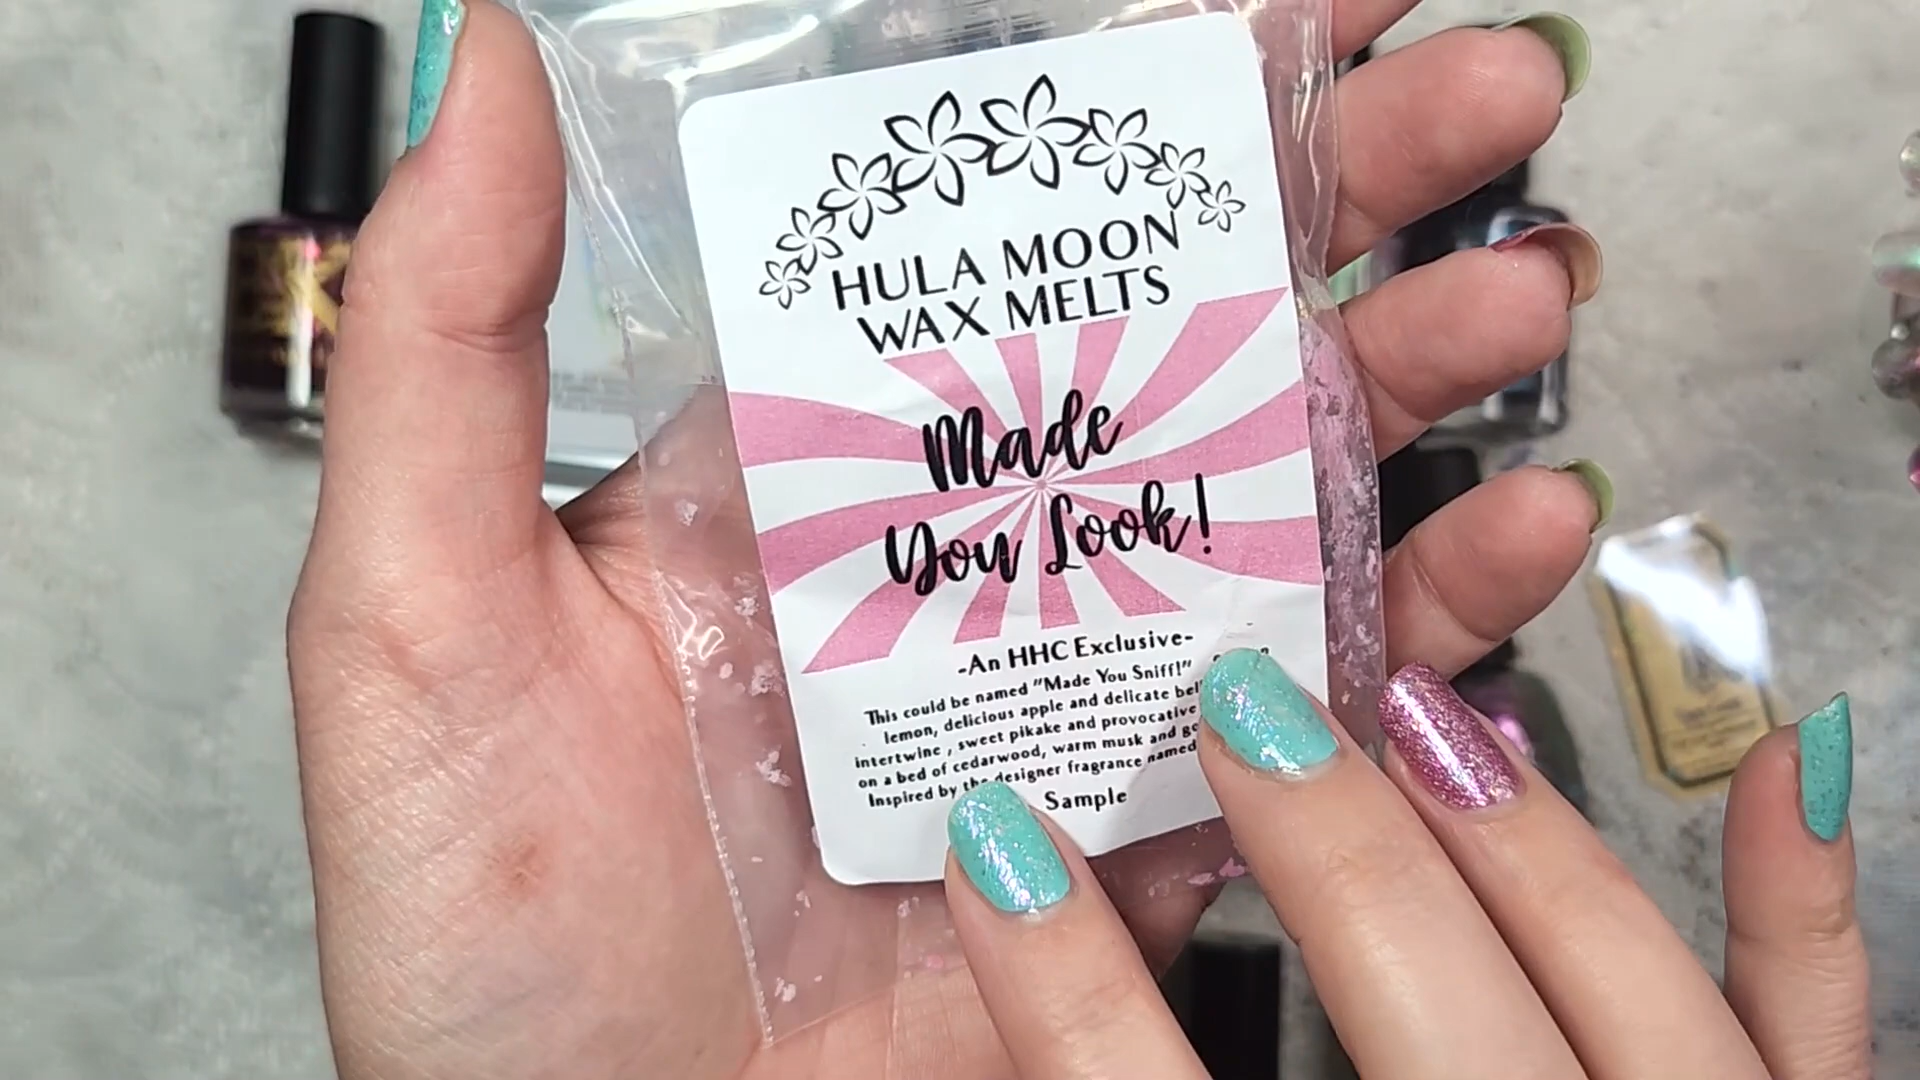 HULA MOON
WAX MELTS
Made
You Look!
-An HHC Exclusive-
This could be named "Made You Sniff!"
lemon, delicious apple and delicate
intertwine , sweet pikake and provocative
on a bed of cedarwood, warm musk and
Inspired by the designer fragrance named
Sample
K